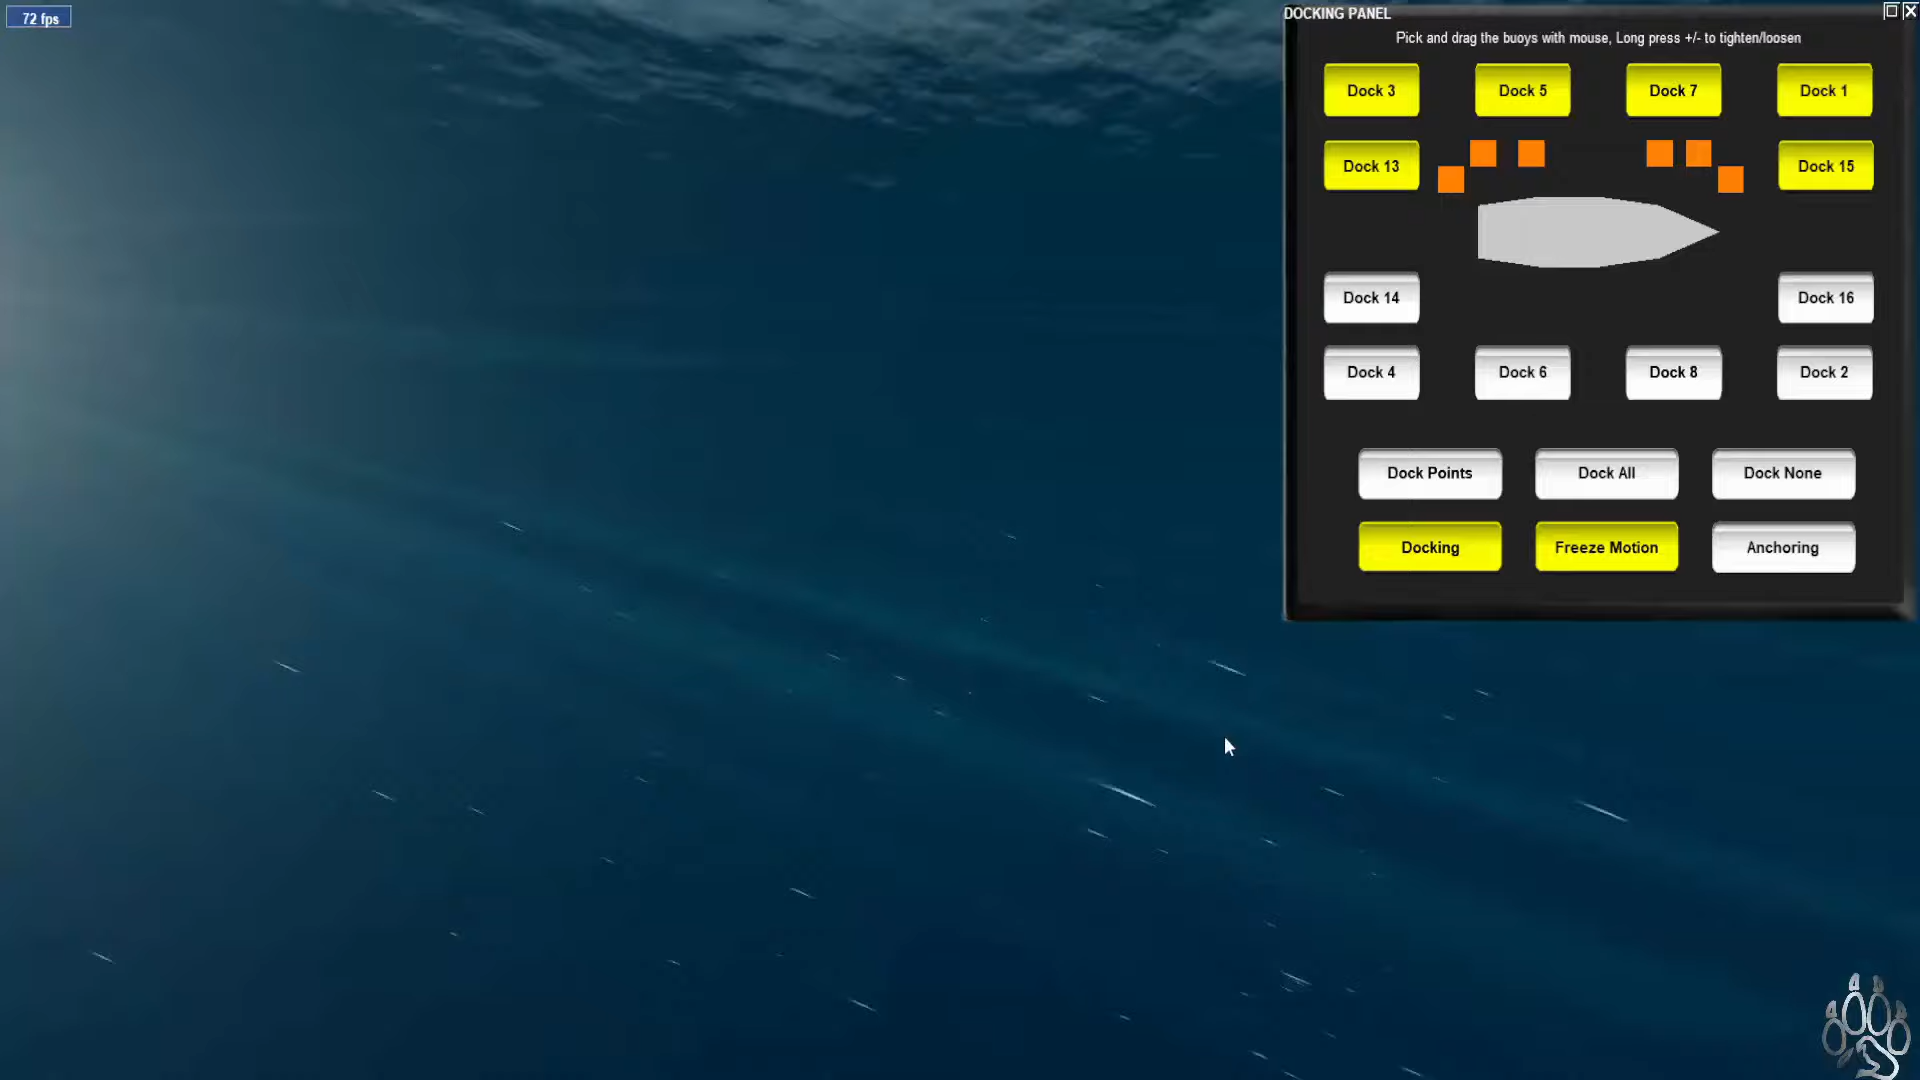 72 fps
DOCKING PANEL
Pick and drag the buoys with mouse, Long press +/- to tighten/loosen
Dock 3 Dock 5 Dock 7 Dock 1
Dock 13 Dock 15
Dock 14 Dock 16
Dock 4 Dock 6 Dock 8 Dock 2
Dock Points Dock All Dock None
Docking Freeze Motion Anchoring